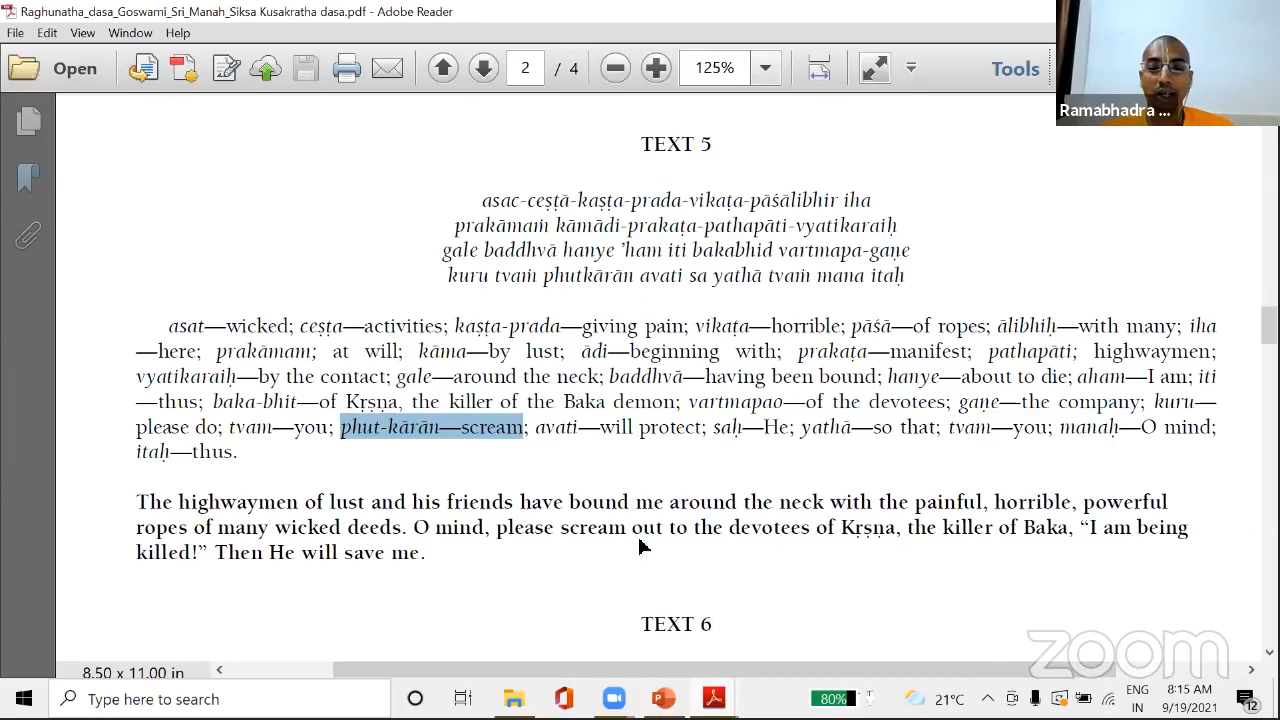 Raghunatha_dasa_Goswami_Sri_Manah_Siksa Kusakratha dasa.pdf - Adobe Reader
File Edit View Window Help
Open 2 / 4 125% Tools
Ramabhadra ...
TEXT 5
asac-ceṣṭā-kaṣṭa-prada-vikaṭa-pāśālibhir iha
prakāmaṁ kāmādi-prakaṭa-pathapāti-vyatikaraiḥ
gale baddhvā hanye 'ham iti bakabhid vartmapa-gaṇe
kuru tvaṁ phutkārān avati sa yathā tvaṁ mana itaḥ
asat—wicked; ceṣṭa—activities; kaṣṭa-prada—giving pain; vikaṭa—horrible; pāśā—of ropes; ālibhiḥ—with many; iha
—here; prakāmam; at will; kāma—by lust; ādi—beginning with; prakaṭa—manifest; pathapāti; highwaymen;
vyatikaraiḥ—by the contact; gale—around the neck; baddhvā—having been bound; hanye—about to die; aham—I am; iti
—thus; baka-bhit—of Kṛṣṇa, the killer of the Baka demon; vartmapao—of the devotees; gaṇe—the company; kuru—
please do; tvam—you; phut-kārān—scream; avati—will protect; saḥ—He; yathā—so that; tvam—you; manaḥ—O mind;
itaḥ—thus.
The highwaymen of lust and his friends have bound me around the neck with the painful, horrible, powerful
ropes of many wicked deeds. O mind, please scream out to the devotees of Kṛṣṇa, the killer of Baka, “I am being
killed!” Then He will save me.
TEXT 6
zoom
8.50 x 11.00 in
Type here to search
80%
21°C
ENG
IN
8:15 AM
9/19/2021
12